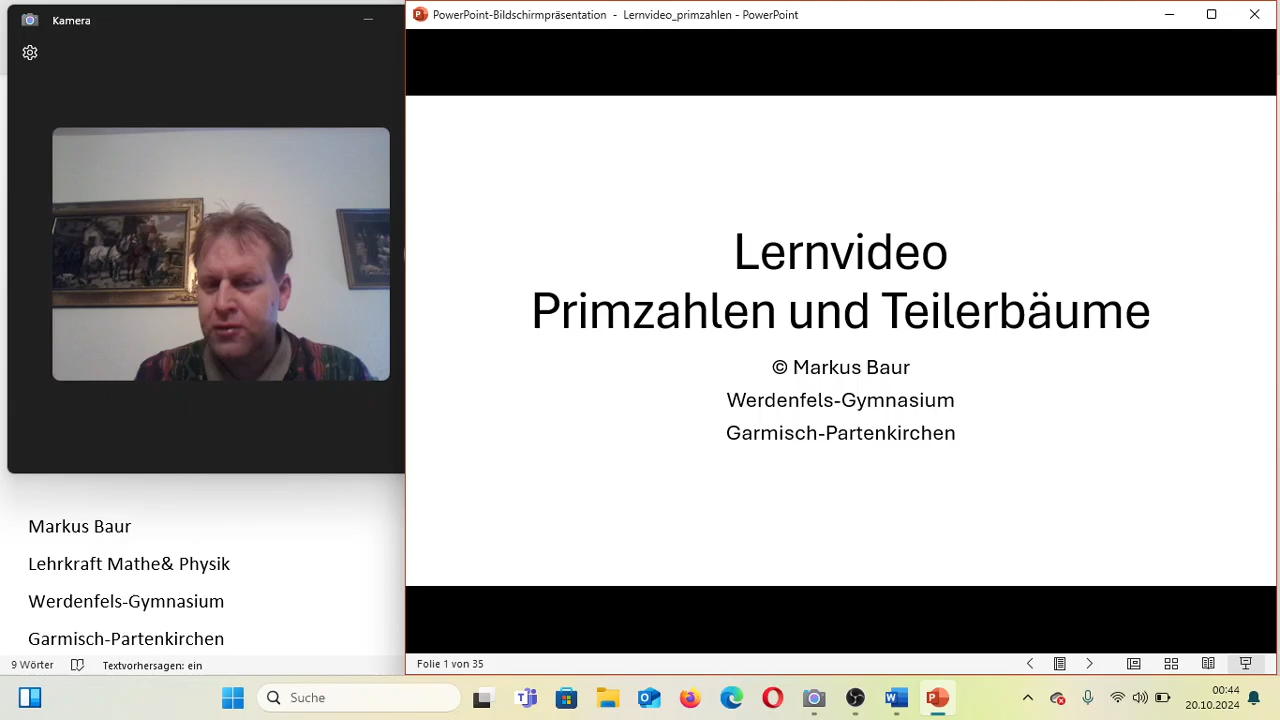 Kamera
PowerPoint-Bildschirmpräsentation - Lernvideo_primzahlen - PowerPoint
Lernvideo
Primzahlen und Teilerbäume
© Markus Baur
Werdenfels-Gymnasium
Garmisch-Partenkirchen
Markus Baur
Lehrkraft Mathe& Physik
Werdenfels-Gymnasium
Garmisch-Partenkirchen
9 Wörter
Textvorhersagen: ein
Folie 1 von 35
Suche
00:44
20.10.2024